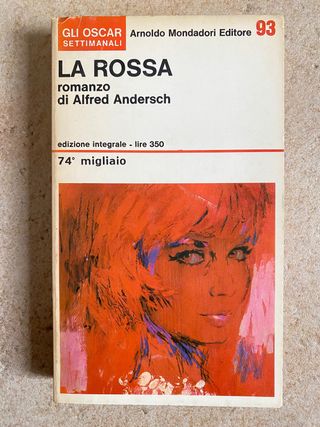 GLI OSCAR
SETTIMANALI
Arnoldo Mondadori Editore 93
LA ROSSA
romanzo
di Alfred Andersch
edizione integrale - lire 350
74° migliaio